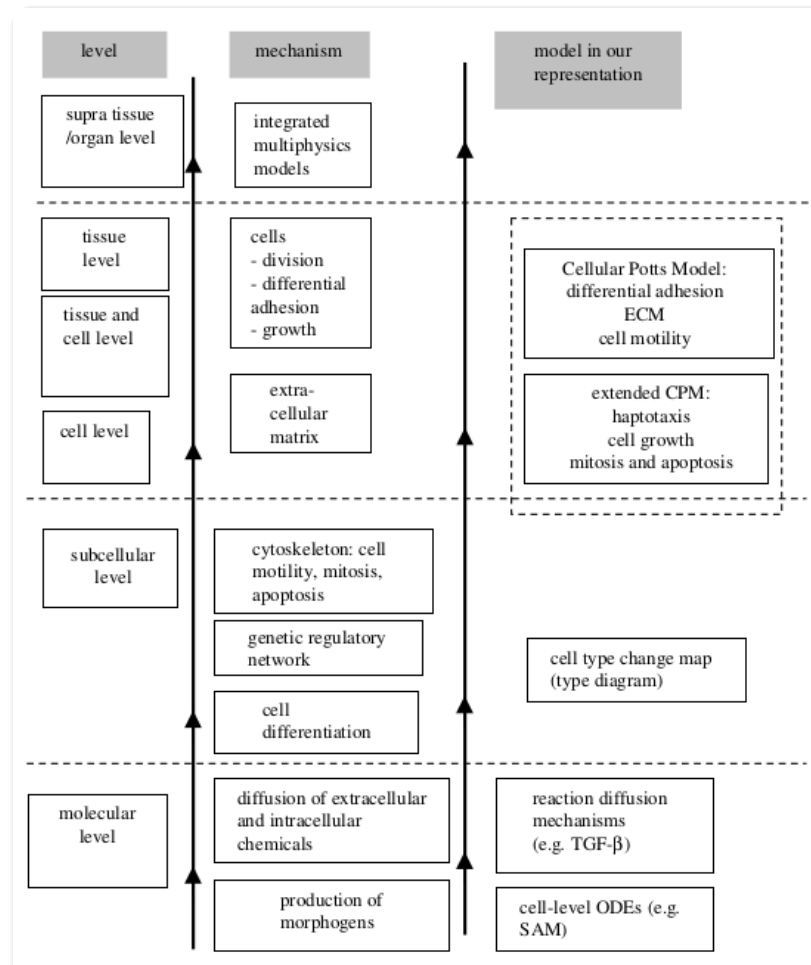 level
mechanism
model in our
representation
supra tissue
/organ level
integrated
multiphysics
models
tissue
level
tissue and
cell level
cell level
cells
- division
- differential
adhesion
- growth
extra-
cellular
matrix
Cellular Potts Model:
differential adhesion
ECM
cell motility
extended CPM:
haptotaxis
cell growth
mitosis and apoptosis
subcellular
level
cytoskeleton: cell
motility, mitosis,
apoptosis
genetic regulatory
network
cell
differentiation
cell type change map
(type diagram)
molecular
level
diffusion of extracellular
and intracellular
chemicals
production of
morphogens
reaction diffusion
mechanisms
(e.g. TGF-β)
cell-level ODEs (e.g.
SAM)